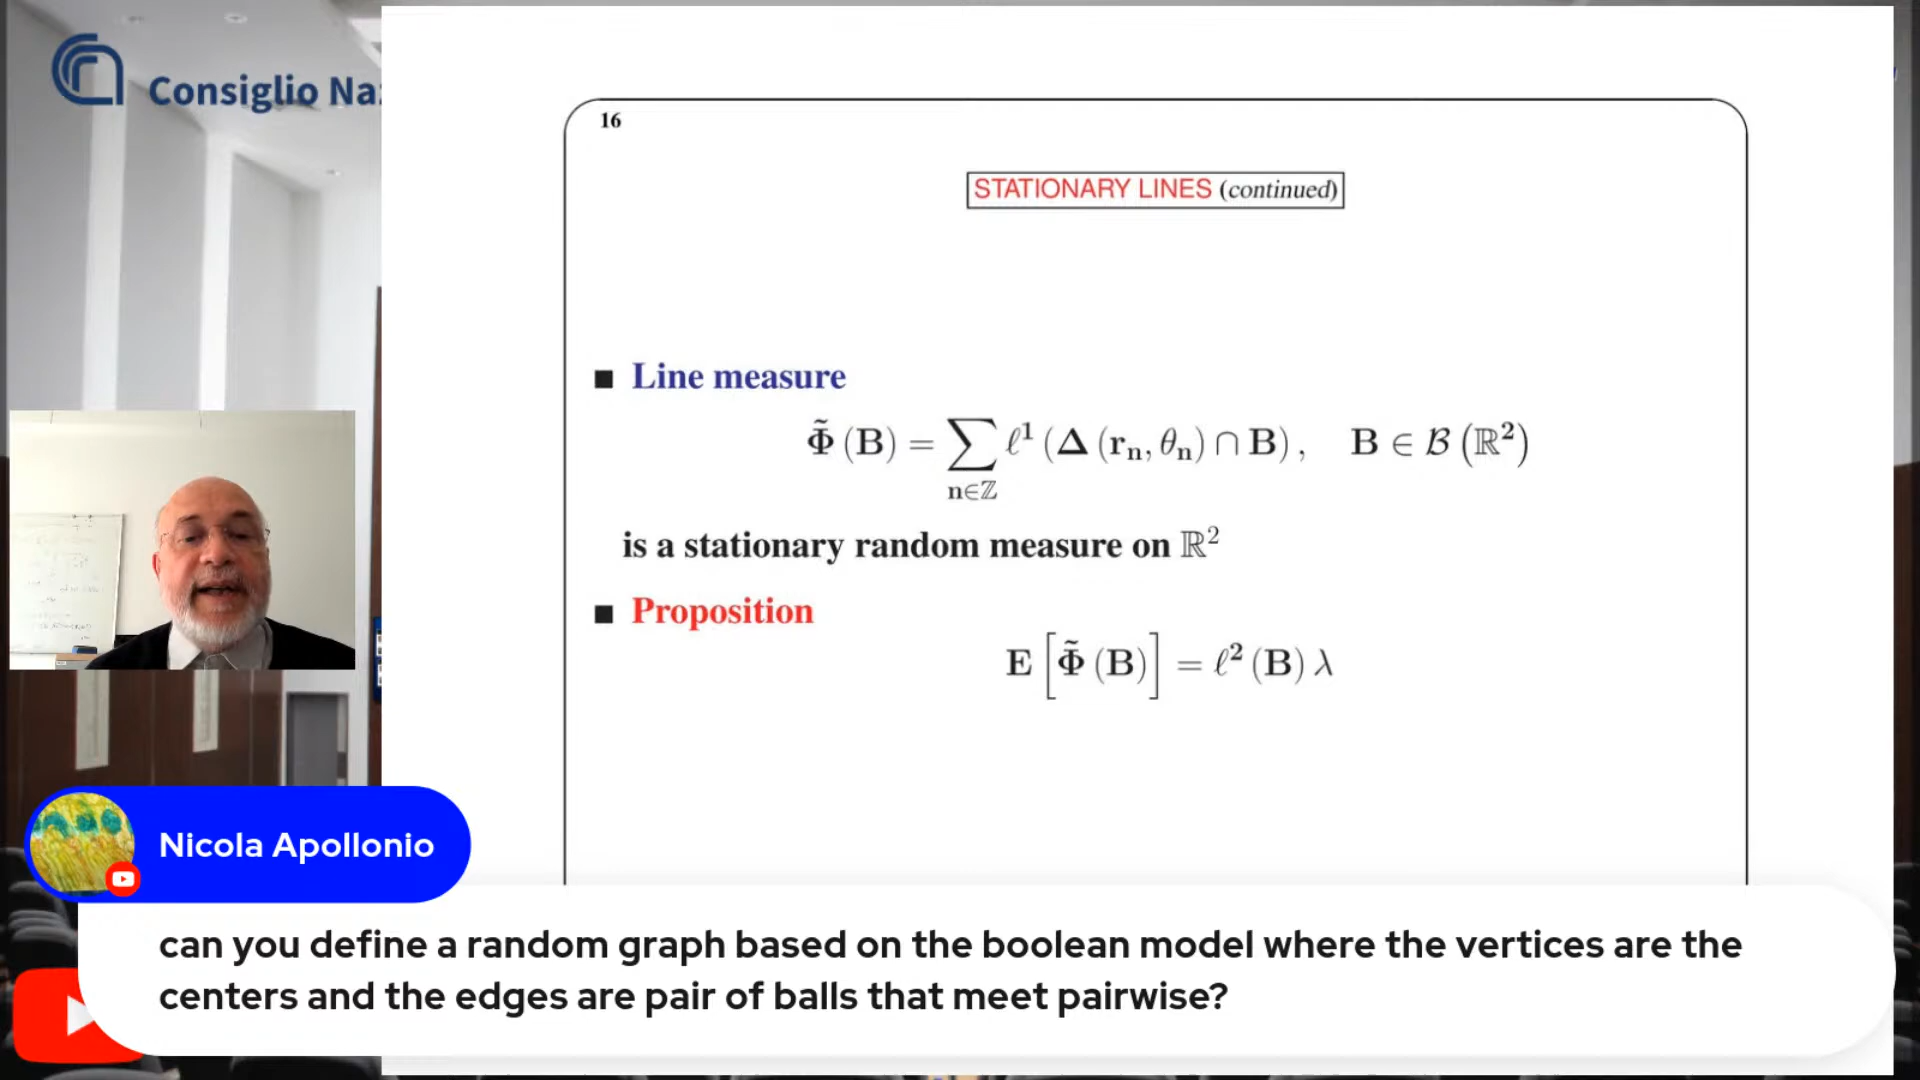 Consiglio Na
16
STATIONARY LINES (continued)
■ Line measure
Φ̃ (B) = ∑ ℓ¹ (Δ (rₙ, θₙ) ∩ B), B ∈ ℬ (ℝ²)
n∈ℤ
is a stationary random measure on ℝ²
■ Proposition
E [Φ̃ (B)] = ℓ² (B) λ
Nicola Apollonio
can you define a random graph based on the boolean model where the vertices are the
centers and the edges are pair of balls that meet pairwise?